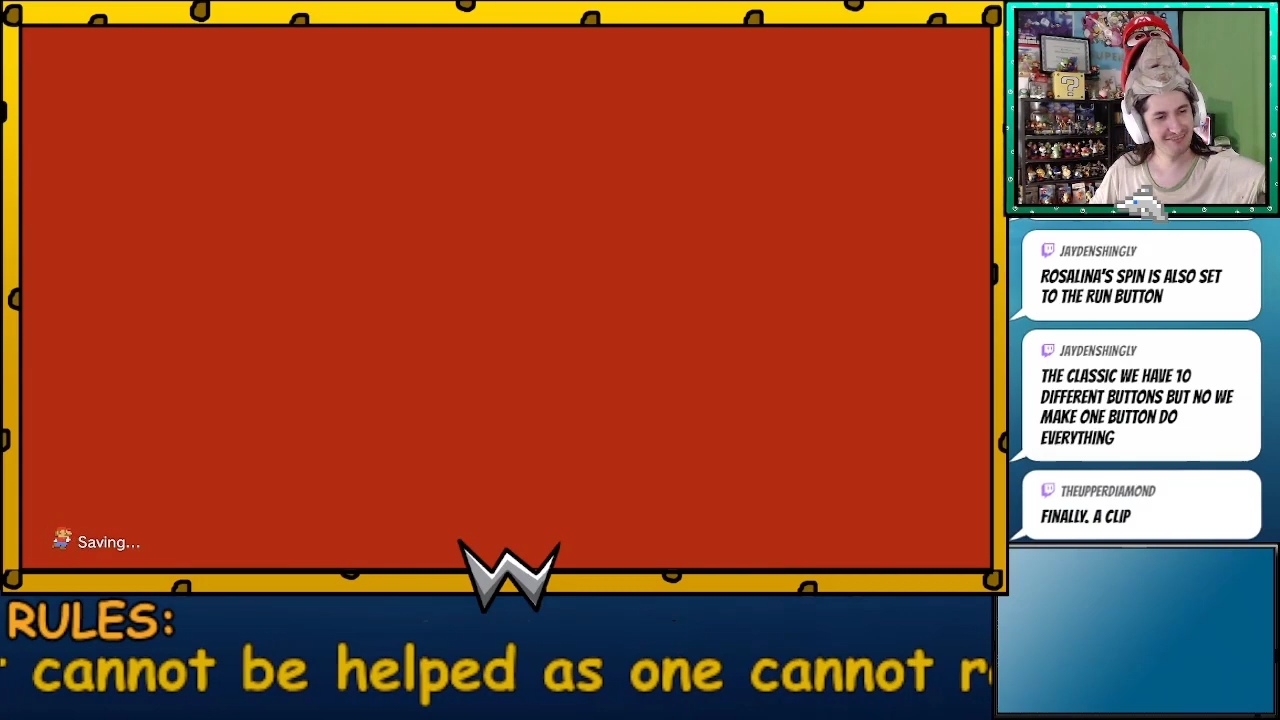 JAYDENSHINGLY
ROSALINA'S SPIN IS ALSO SET
TO THE RUN BUTTON
JAYDENSHINGLY
THE CLASSIC WE HAVE 10
DIFFERENT BUTTONS BUT NO WE
MAKE ONE BUTTON DO
EVERYTHING
THEUPPERDIAMOND
FINALLY. A CLIP
Saving...
RULES:
cannot be helped as one cannot